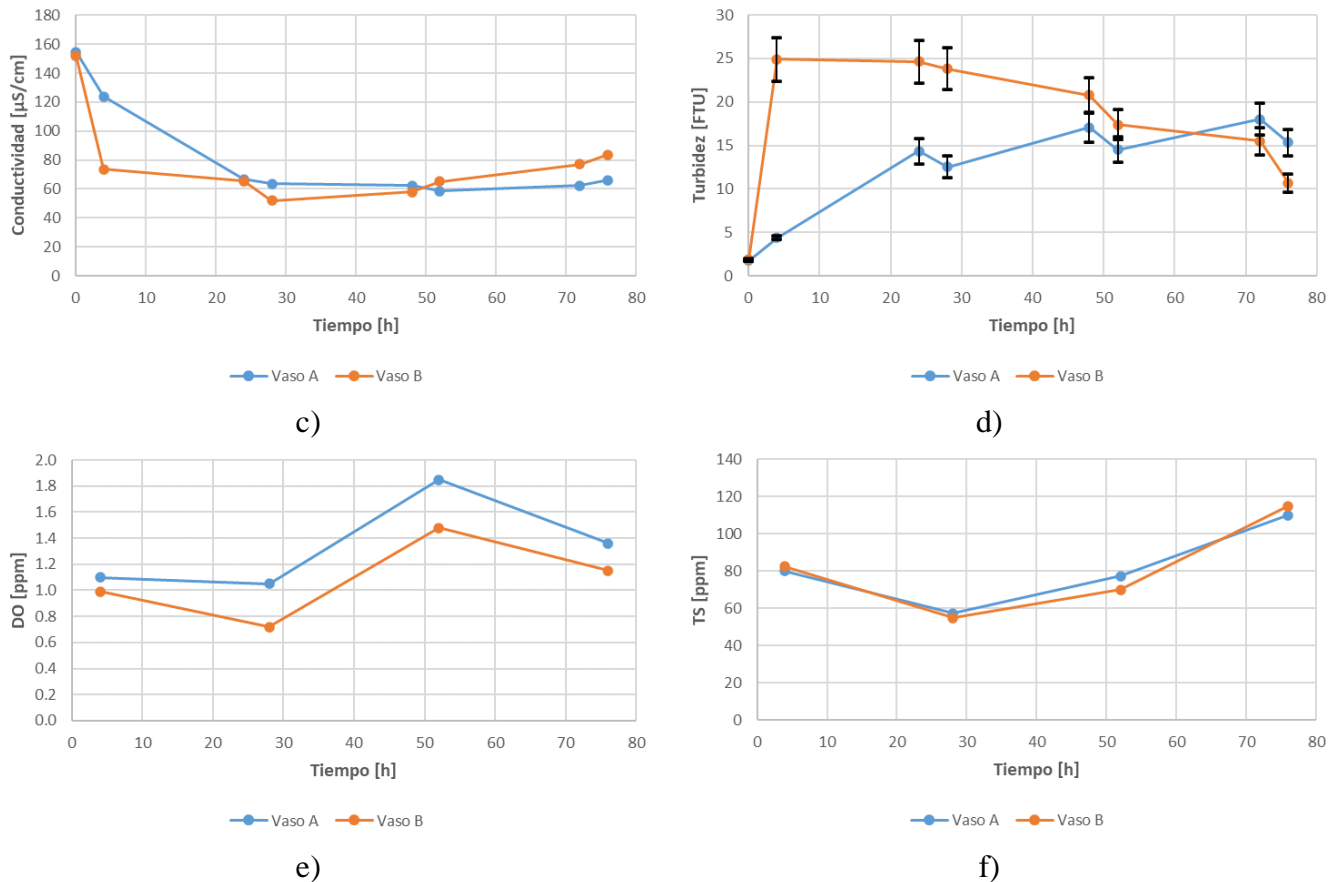 Conductividad [µS/cm]
180
160
140
120
100
80
60
40
20
0
0 10 20 30 40 50 60 70 80
Tiempo [h]
Vaso A Vaso B
c)
Turbidez [FTU]
30
25
20
15
10
5
0
0 10 20 30 40 50 60 70 80
Tiempo [h]
Vaso A Vaso B
d)
DO [ppm]
2.0
1.8
1.6
1.4
1.2
1.0
0.8
0.6
0.4
0.2
0.0
0 10 20 30 40 50 60 70 80
Tiempo [h]
Vaso A Vaso B
e)
TS [ppm]
140
120
100
80
60
40
20
0
0 10 20 30 40 50 60 70 80
Tiempo [h]
Vaso A Vaso B
f)